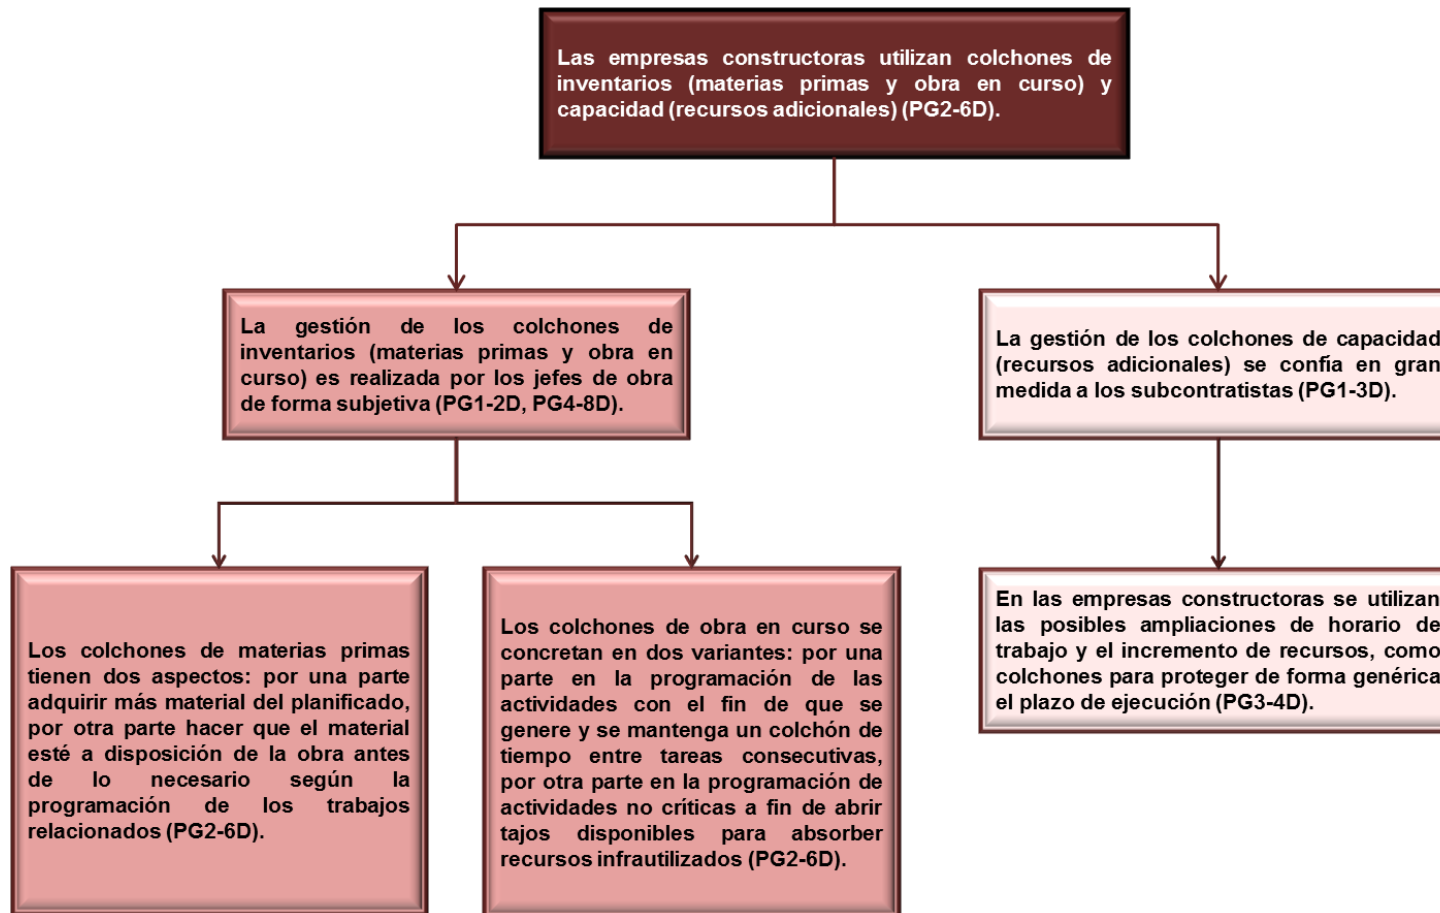 Las empresas constructoras utilizan colchones de
inventarios (materias primas y obra en curso) y
capacidad (recursos adicionales) (PG2-6D).
La gestión de los colchones de
inventarios (materias primas y obra en
curso) es realizada por los jefes de obra
de forma subjetiva (PG1-2D, PG4-8D).
La gestión de los colchones de capacidad
(recursos adicionales) se confía en gran
medida a los subcontratistas (PG1-3D).
Los colchones de materias primas
tienen dos aspectos: por una parte
adquirir más material del planificado,
por otra parte hacer que el material
esté a disposición de la obra antes
de lo necesario según la
programación de los trabajos
relacionados (PG2-6D).
Los colchones de obra en curso se
concretan en dos variantes: por una
parte en la programación de las
actividades con el fin de que se
genere y se mantenga un colchón de
tiempo entre tareas consecutivas,
por otra parte en la programación de
actividades no críticas a fin de abrir
tajos disponibles para absorber
recursos infrautilizados (PG2-6D).
En las empresas constructoras se utilizan
las posibles ampliaciones de horario de
trabajo y el incremento de recursos, como
colchones para proteger de forma genérica
el plazo de ejecución (PG3-4D).